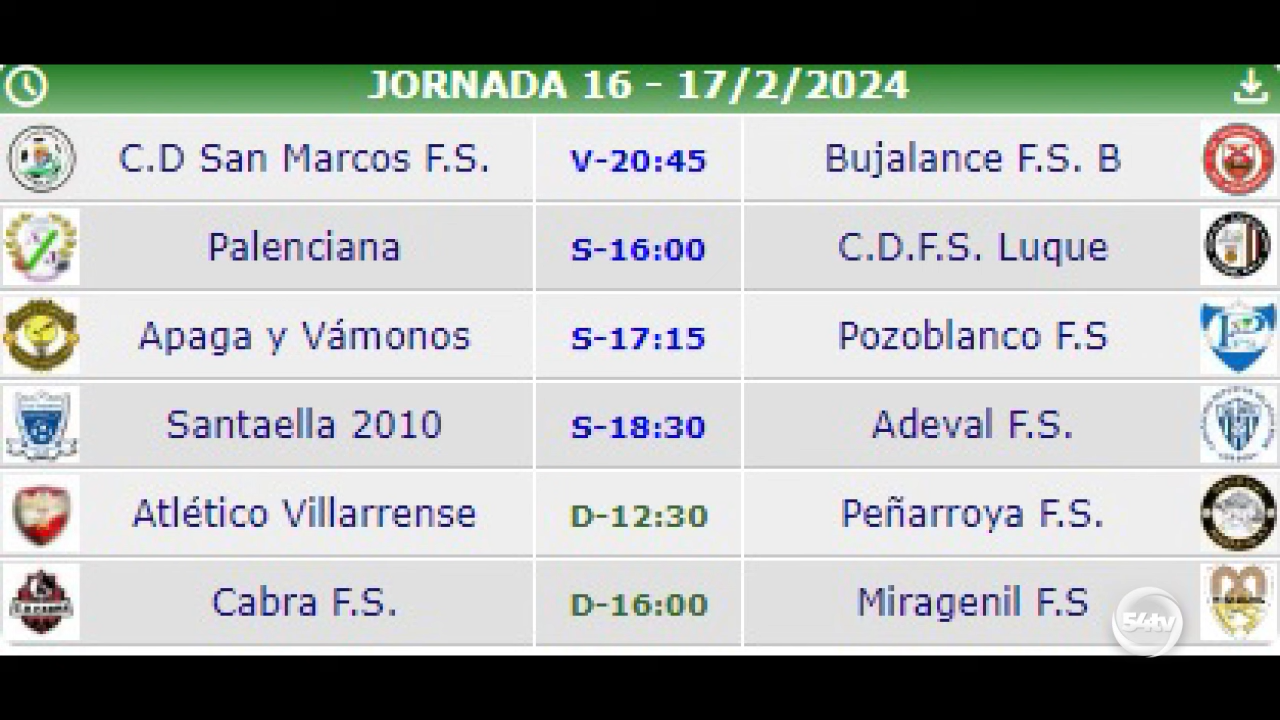 JORNADA 16 - 17/2/2024
C.D San Marcos F.S. V-20:45 Bujalance F.S. B
Palenciana S-16:00 C.D.F.S. Luque
Apaga y Vámonos S-17:15 Pozoblanco F.S
Santaella 2010 S-18:30 Adeval F.S.
Atlético Villarrense D-12:30 Peñarroya F.S.
Cabra F.S. D-16:00 Miragenil F.S
54tv